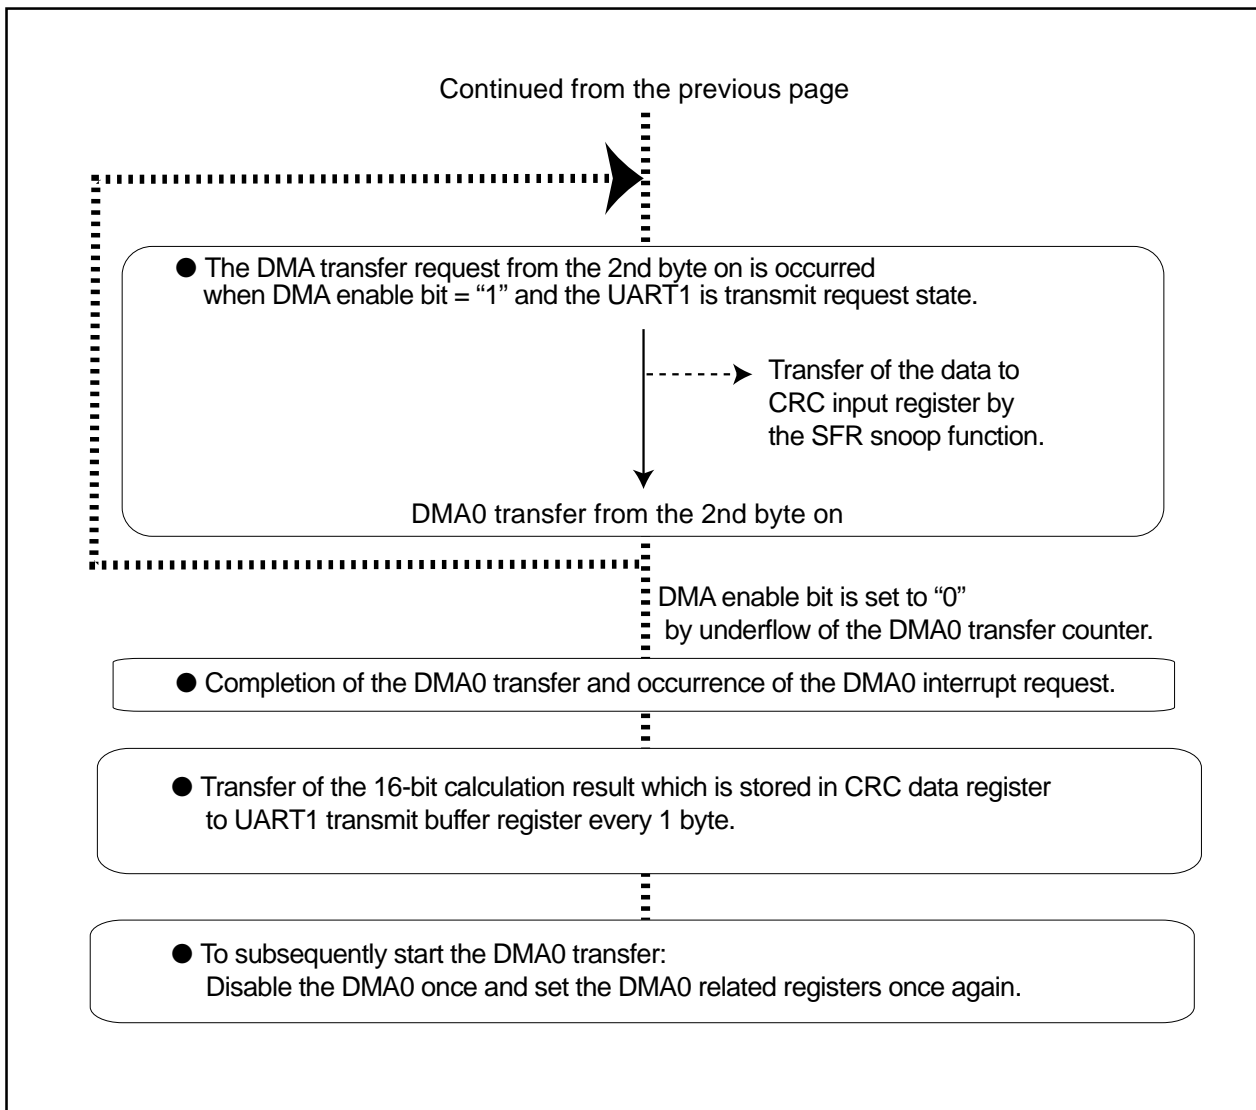 Continued from the previous page
● The DMA transfer request from the 2nd byte on is occurred
when DMA enable bit = “1” and the UART1 is transmit request state.
Transfer of the data to
CRC input register by
the SFR snoop function.
DMA0 transfer from the 2nd byte on
DMA enable bit is set to “0”
by underflow of the DMA0 transfer counter.
● Completion of the DMA0 transfer and occurrence of the DMA0 interrupt request.
● Transfer of the 16-bit calculation result which is stored in CRC data register
to UART1 transmit buffer register every 1 byte.
● To subsequently start the DMA0 transfer:
Disable the DMA0 once and set the DMA0 related registers once again.